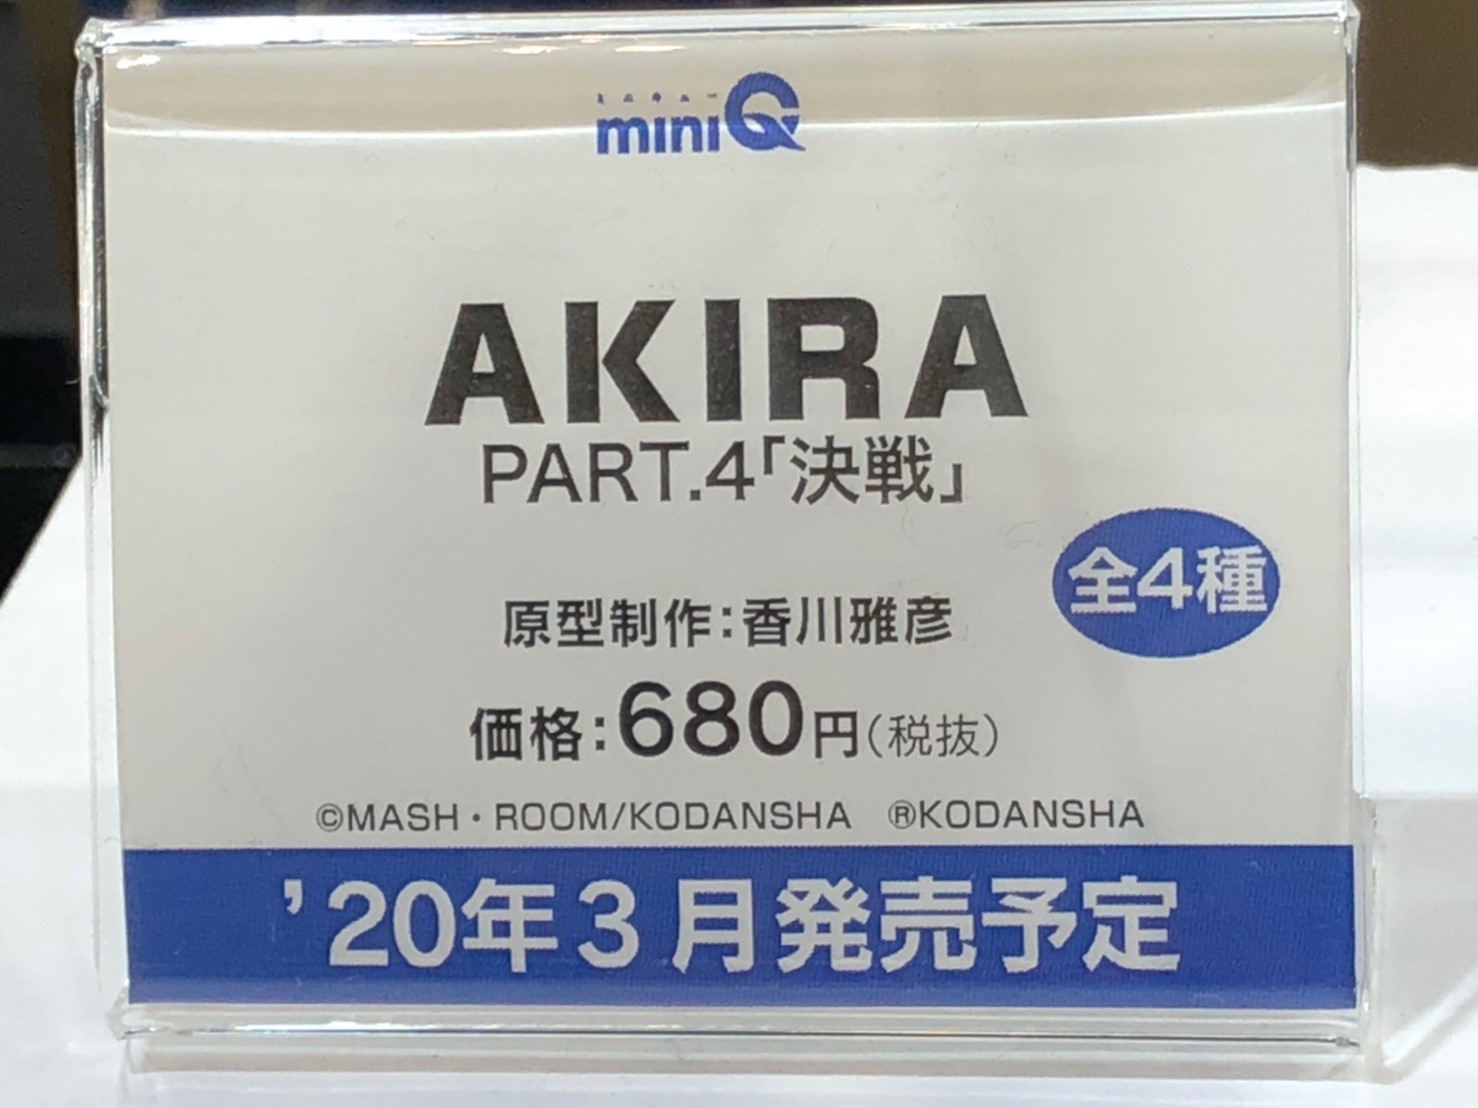 ミニキュー
miniQ
AKIRA
PART.4「決戦」
全4種
原型制作：香川雅彦
価格：680円（税抜）
©MASH・ROOM/KODANSHA ®KODANSHA
’20年3月発売予定